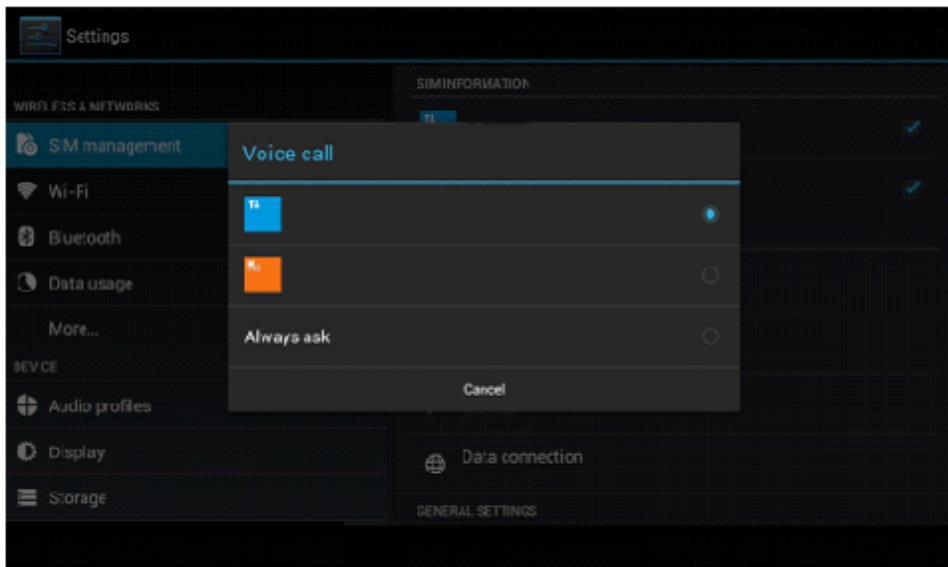 Settings
SIM INFORMATION
WIRELESS & NETWORKS
SIM management
Wi-Fi
Bluetooth
Data usage
More...
DEVICE
Audio profiles
Display
Storage
Voice call
Always ask
Cancel
Data connection
GENERAL SETTINGS